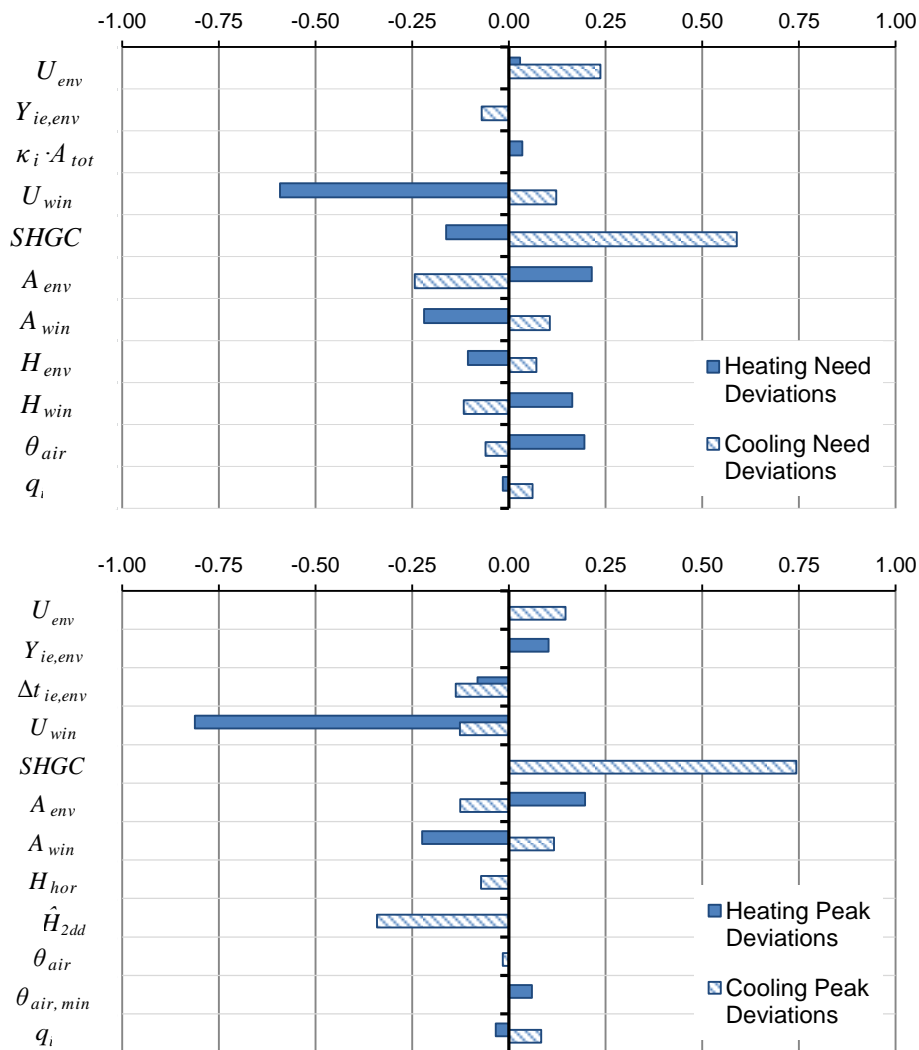 -1.00 -0.75 -0.50 -0.25 0.00 0.25 0.50 0.75 1.00
U env
Y ie,env
κ i · A tot
U win
SHGC
A env
A win
H env
H win
θ air
q i
Heating Need
Deviations
Cooling Need
Deviations
-1.00 -0.75 -0.50 -0.25 0.00 0.25 0.50 0.75 1.00
U env
Y ie,env
Δt ie,env
U win
SHGC
A env
A win
H hor
Ĥ 2dd
θ air
θ air, min
q i
Heating Peak
Deviations
Cooling Peak
Deviations